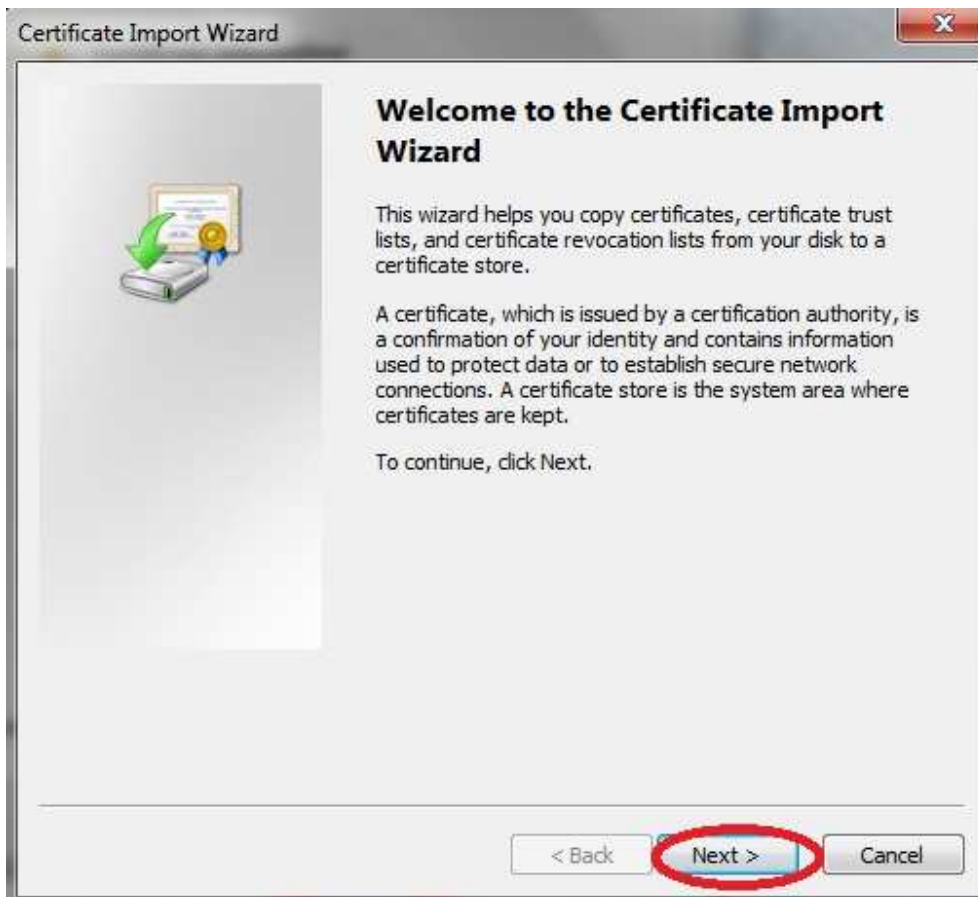 Certificate Import Wizard
Welcome to the Certificate Import
Wizard
This wizard helps you copy certificates, certificate trust
lists, and certificate revocation lists from your disk to a
certificate store.
A certificate, which is issued by a certification authority, is
a confirmation of your identity and contains information
used to protect data or to establish secure network
connections. A certificate store is the system area where
certificates are kept.
To continue, click Next.
< Back
Next >
Cancel